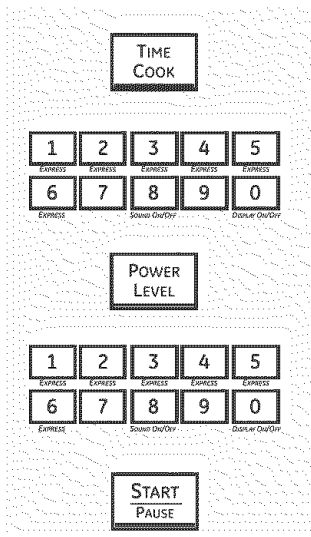 TIME
COOK
1 2 3 4 5
EXPRESS EXPRESS EXPRESS EXPRESS EXPRESS
6 7 8 9 0
EXPRESS SOUND ON/OFF DISPLAY ON/OFF
POWER
LEVEL
1 2 3 4 5
EXPRESS EXPRESS EXPRESS EXPRESS EXPRESS
6 7 8 9 0
EXPRESS SOUND ON/OFF DISPLAY ON/OFF
START
PAUSE